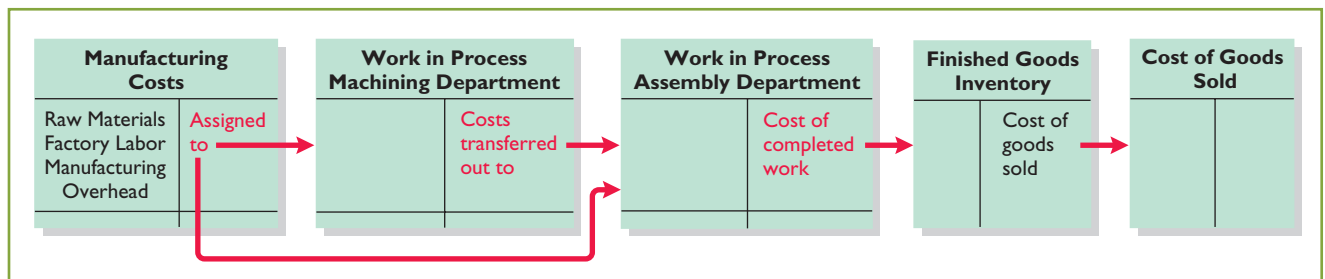 Manufacturing
Costs
Raw Materials
Factory Labor
Manufacturing
Overhead
Assigned
to
Work in Process
Machining Department
Costs
transferred
out to
Work in Process
Assembly Department
Cost of
completed
work
Finished Goods
Inventory
Cost of
goods
sold
Cost of Goods
Sold